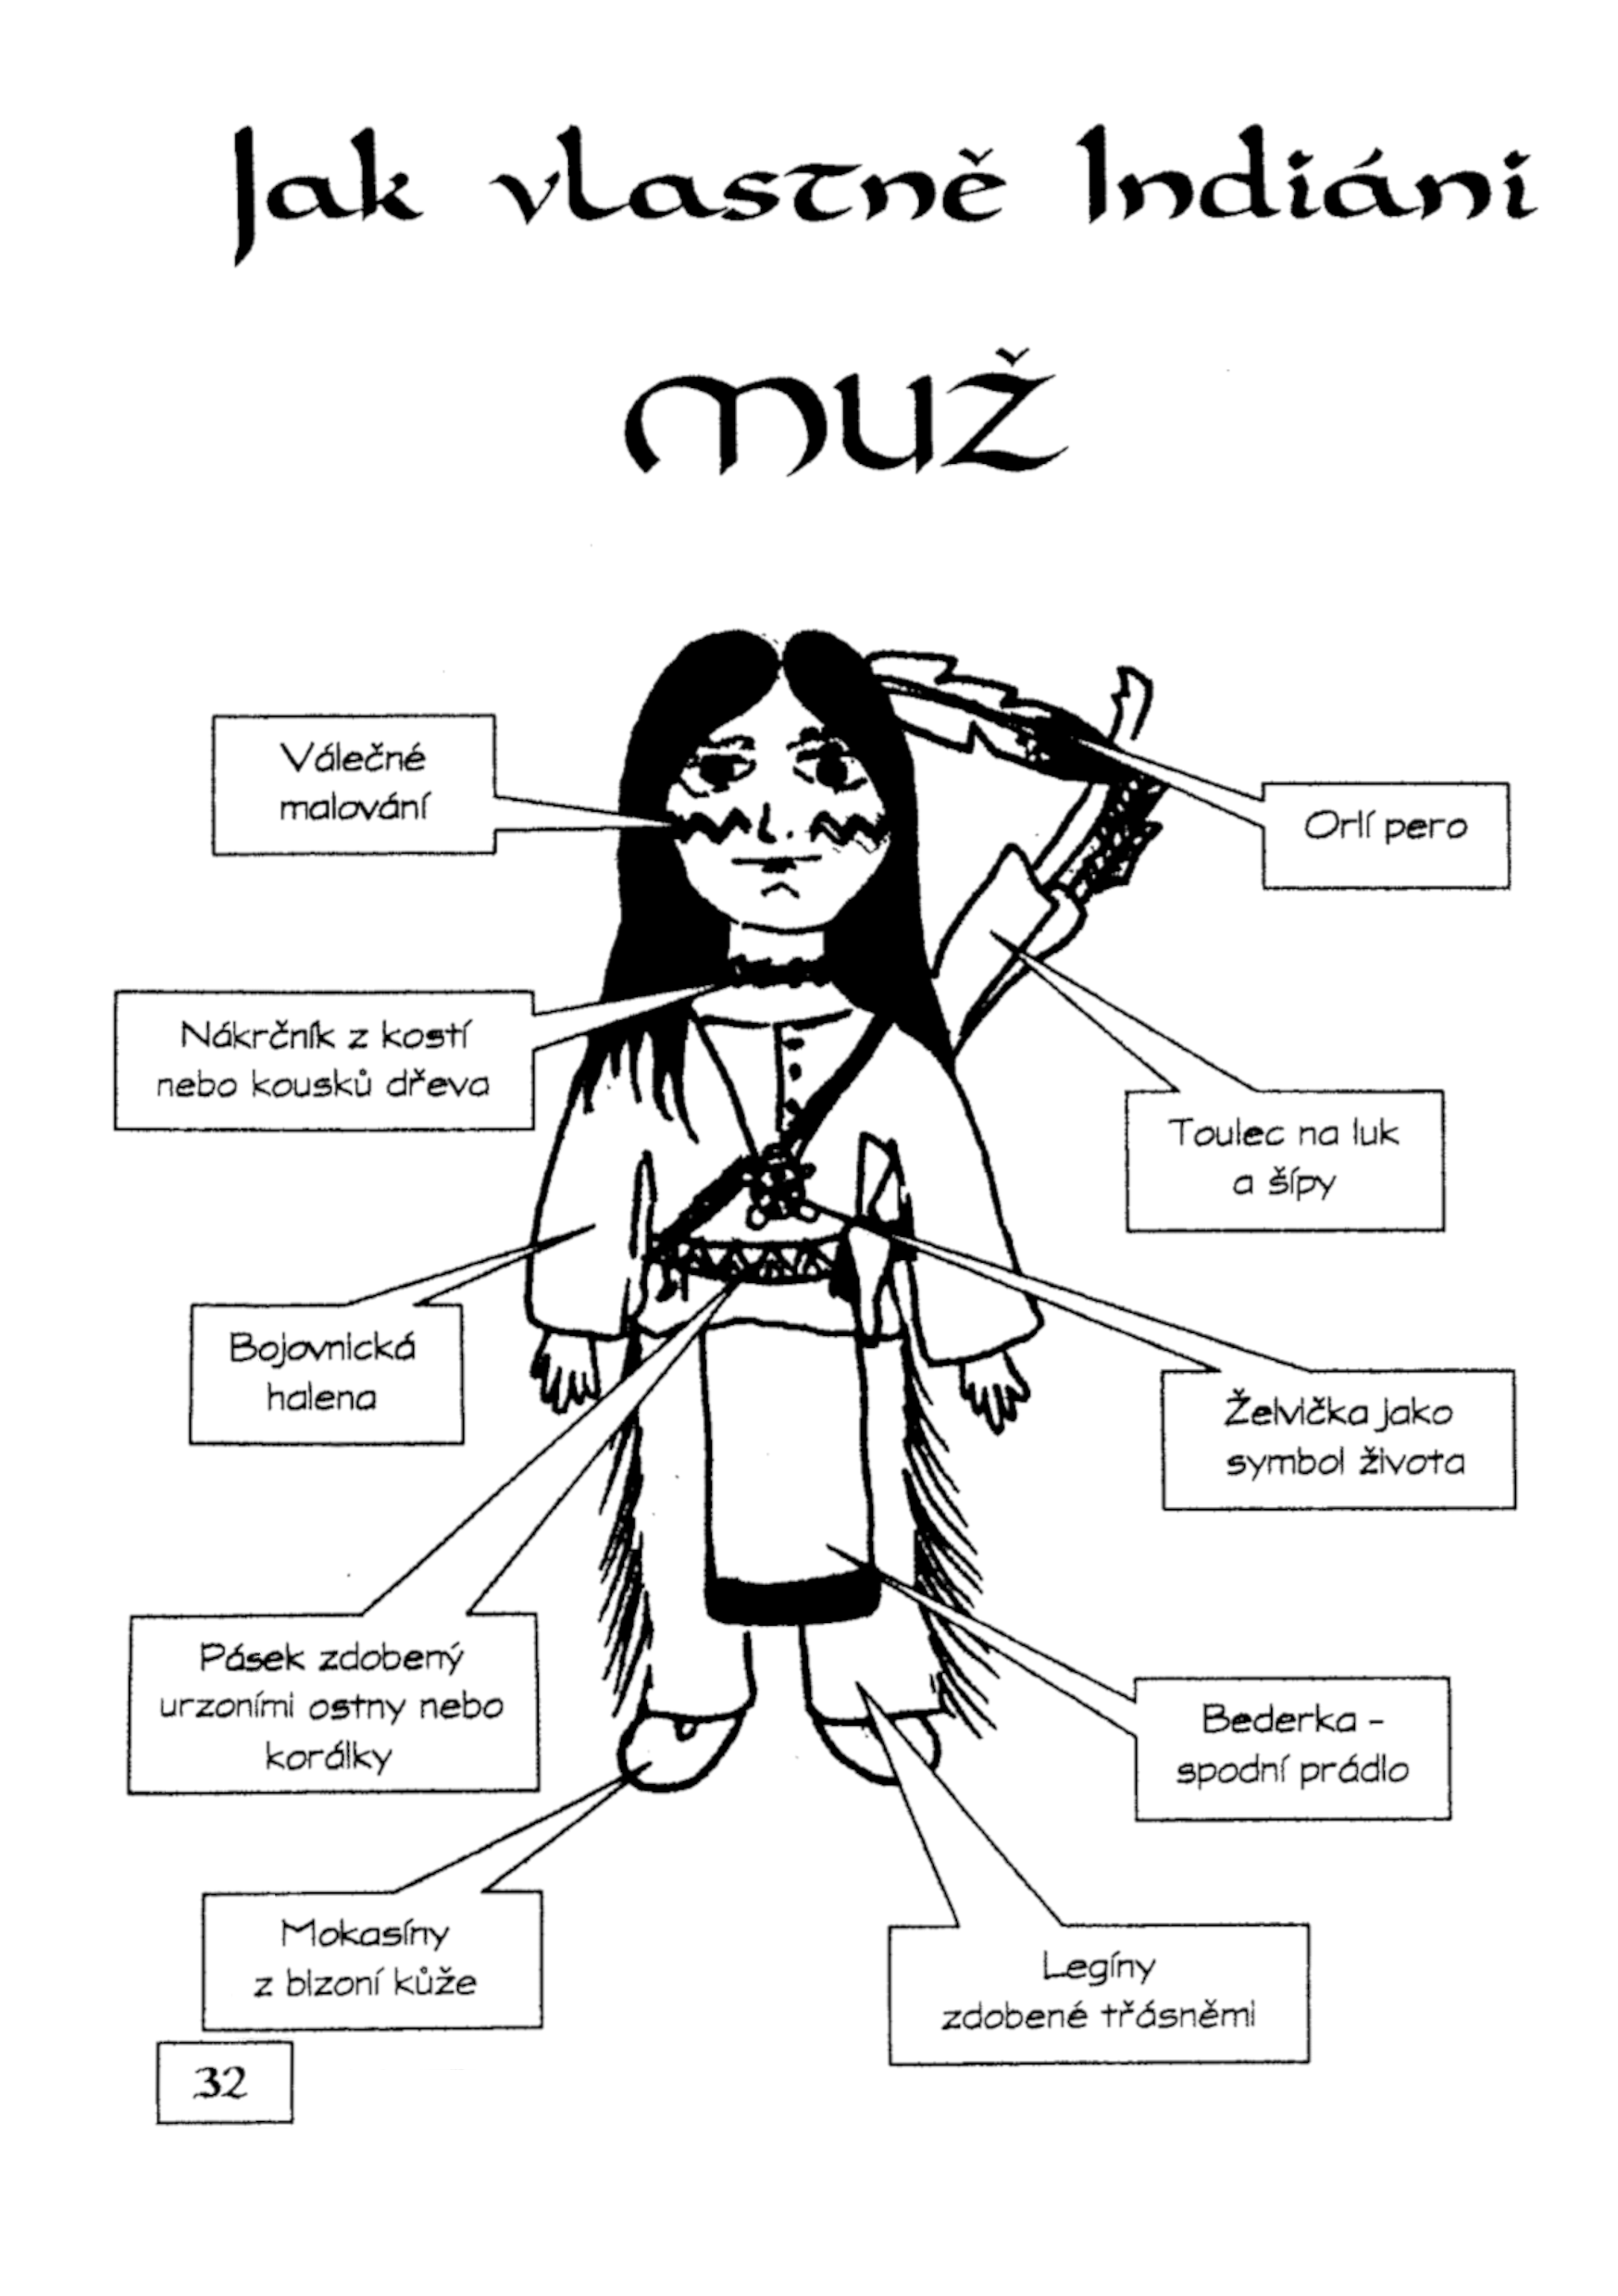 Jak vlastně Indiáni
muž
Válečné
malování
Orlí pero
Nákrčník z kostí
nebo kousků dřeva
Toulec na luk
a šípy
Bojovnická
halena
Želvička jako
symbol života
Pásek zdobený
urzoními ostny nebo
korálky
Bederka -
spodní prádlo
Mokasíny
z bizoní kůže
Legíny
zdobené třásněmi
32